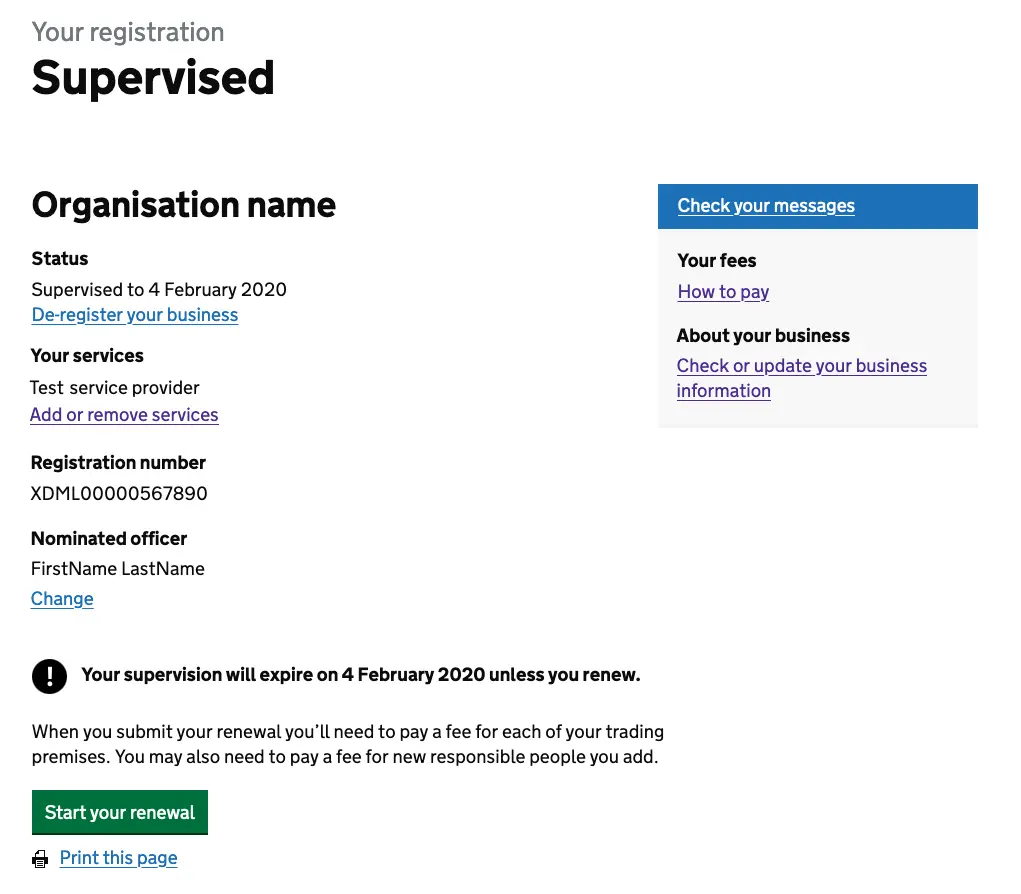 Your registration
Supervised
Organisation name
Status
Supervised to 4 February 2020
De-register your business
Your services
Test service provider
Add or remove services
Registration number
XDML00000567890
Nominated officer
FirstName LastName
Change
Check your messages
Your fees
How to pay
About your business
Check or update your business
information
Your supervision will expire on 4 February 2020 unless you renew.
When you submit your renewal you’ll need to pay a fee for each of your trading
premises. You may also need to pay a fee for new responsible people you add.
Start your renewal
Print this page